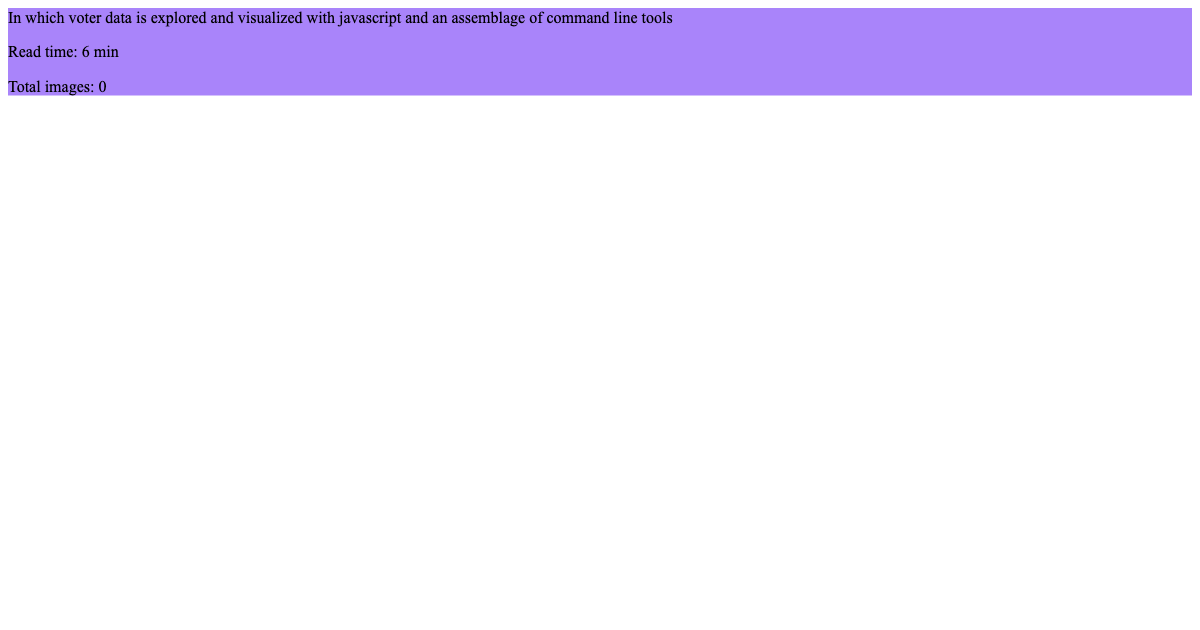 In which voter data is explored and visualized with javascript and an assemblage of command line tools
Read time: 6 min
Total images: 0